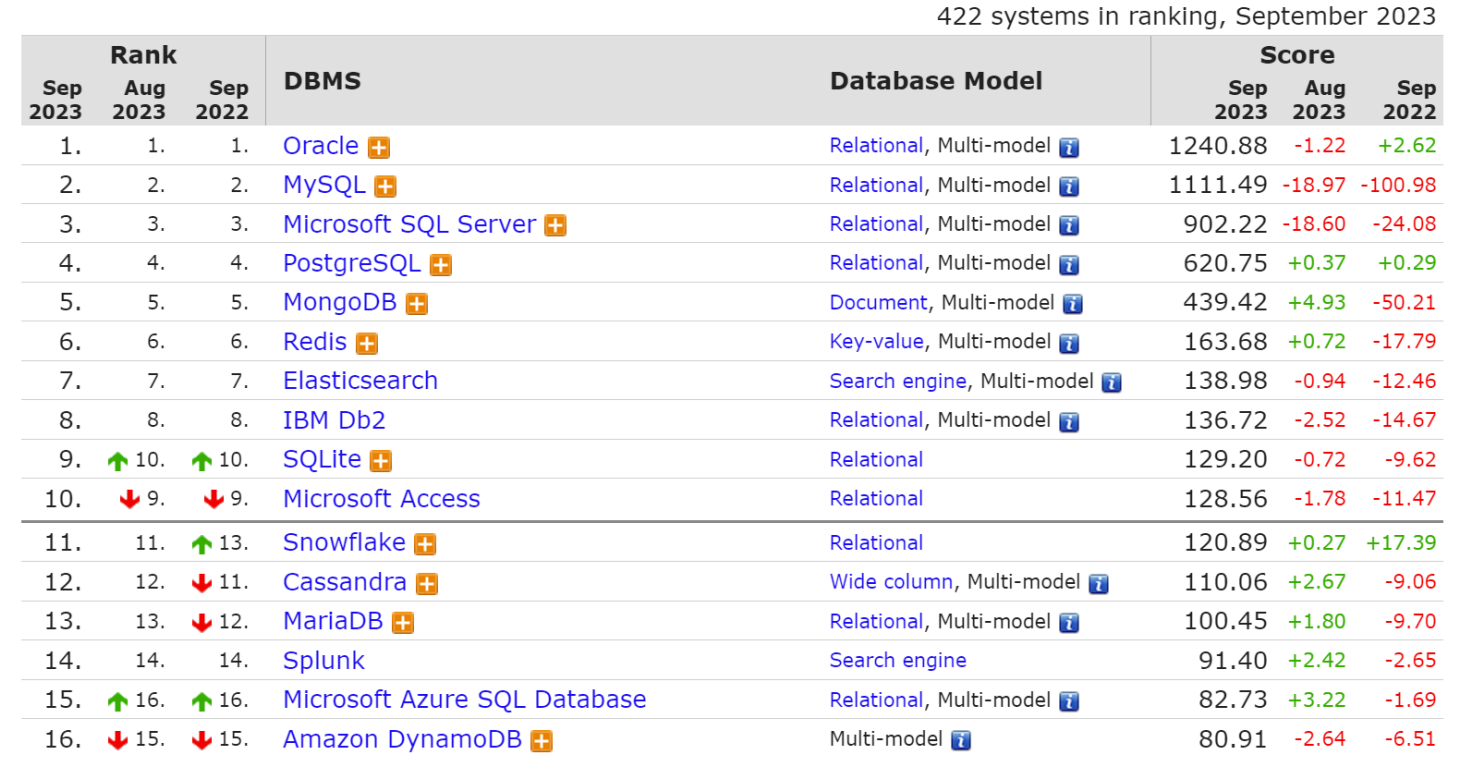 422 systems in ranking, September 2023
Rank DBMS Database Model Score
Sep 2023 Aug 2023 Sep 2022 Sep 2023 Aug 2023 Sep 2022
1. 1. 1. Oracle Relational, Multi-model 1240.88 -1.22 +2.62
2. 2. 2. MySQL Relational, Multi-model 1111.49 -18.97 -100.98
3. 3. 3. Microsoft SQL Server Relational, Multi-model 902.22 -18.60 -24.08
4. 4. 4. PostgreSQL Relational, Multi-model 620.75 +0.37 +0.29
5. 5. 5. MongoDB Document, Multi-model 439.42 +4.93 -50.21
6. 6. 6. Redis Key-value, Multi-model 163.68 +0.72 -17.79
7. 7. 7. Elasticsearch Search engine, Multi-model 138.98 -0.94 -12.46
8. 8. 8. IBM Db2 Relational, Multi-model 136.72 -2.52 -14.67
9. 10. 10. SQLite Relational 129.20 -0.72 -9.62
10. 9. 9. Microsoft Access Relational 128.56 -1.78 -11.47
11. 11. 13. Snowflake Relational 120.89 +0.27 +17.39
12. 12. 11. Cassandra Wide column, Multi-model 110.06 +2.67 -9.06
13. 13. 12. MariaDB Relational, Multi-model 100.45 +1.80 -9.70
14. 14. 14. Splunk Search engine 91.40 +2.42 -2.65
15. 16. 16. Microsoft Azure SQL Database Relational, Multi-model 82.73 +3.22 -1.69
16. 15. 15. Amazon DynamoDB Multi-model 80.91 -2.64 -6.51